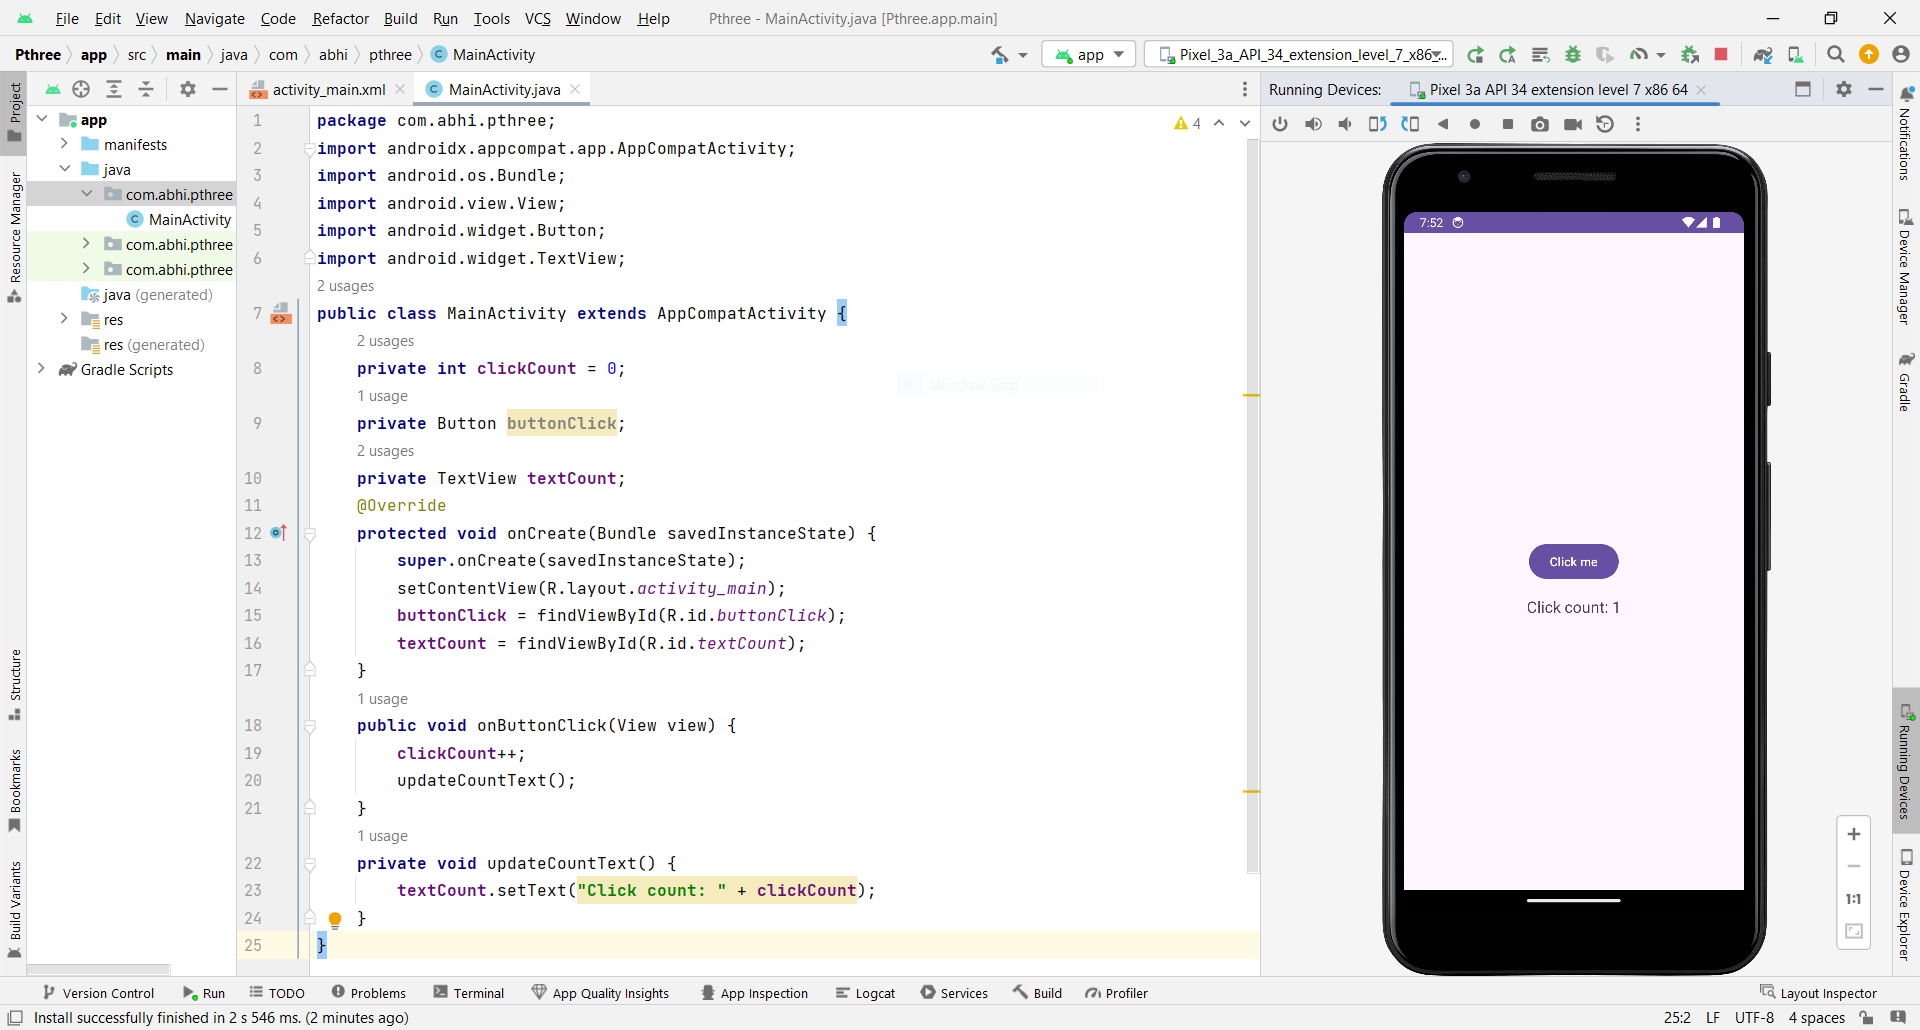 File Edit View Navigate Code Refactor Build Run Tools VCS Window Help Pthree - MainActivity.java [Pthree.app.main]
Pthree app src main java com abhi pthree MainActivity app Pixel_3a_API_34_extension_level_7_x86...
Project
Resource Manager
Structure
Bookmarks
Build Variants
app
manifests
java
com.abhi.pthree
MainActivity
com.abhi.pthree
com.abhi.pthree
java (generated)
res
res (generated)
Gradle Scripts
activity_main.xml MainActivity.java
4
1 package com.abhi.pthree;
2 import androidx.appcompat.app.AppCompatActivity;
3 import android.os.Bundle;
4 import android.view.View;
5 import android.widget.Button;
6 import android.widget.TextView;
2 usages
7 public class MainActivity extends AppCompatActivity {
2 usages
8 private int clickCount = 0;
Window Snip
1 usage
9 private Button buttonClick;
2 usages
10 private TextView textCount;
11 @Override
12 protected void onCreate(Bundle savedInstanceState) {
13 super.onCreate(savedInstanceState);
14 setContentView(R.layout.activity_main);
15 buttonClick = findViewById(R.id.buttonClick);
16 textCount = findViewById(R.id.textCount);
17 }
1 usage
18 public void onButtonClick(View view) {
19 clickCount++;
20 updateCountText();
21 }
1 usage
22 private void updateCountText() {
23 textCount.setText("Click count: " + clickCount);
24 }
25 }
Running Devices: Pixel 3a API 34 extension level 7 x86 64
7:52
Click me
Click count: 1
1:1
Notifications
Device Manager
Gradle
Running Devices
Device Explorer
Version Control Run TODO Problems Terminal App Quality Insights App Inspection Logcat Services Build Profiler Layout Inspector
Install successfully finished in 2 s 546 ms. (2 minutes ago) 25:2 LF UTF-8 4 spaces